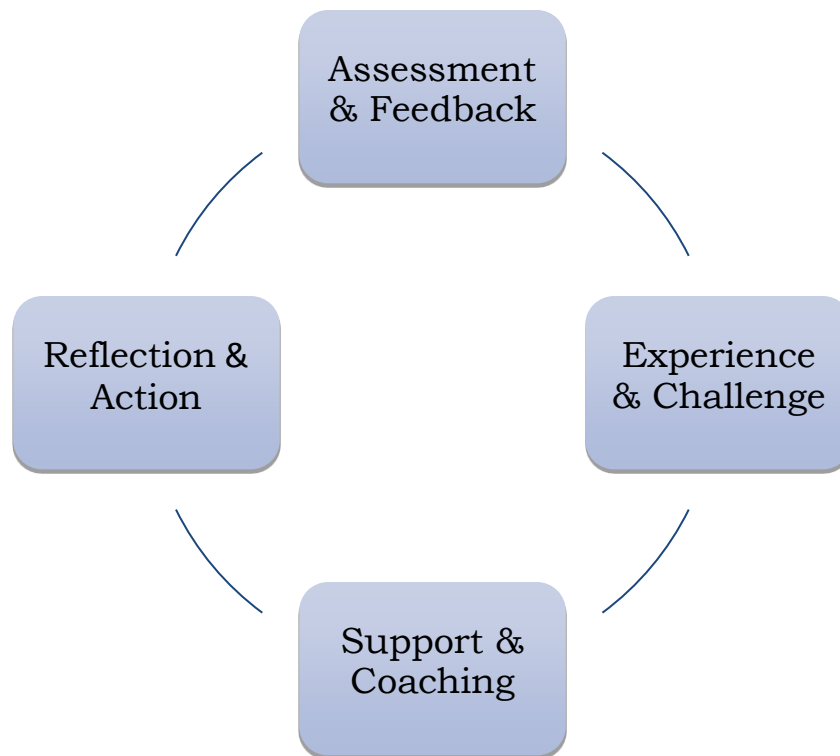 Assessment
& Feedback
Experience
& Challenge
Support &
Coaching
Reflection &
Action